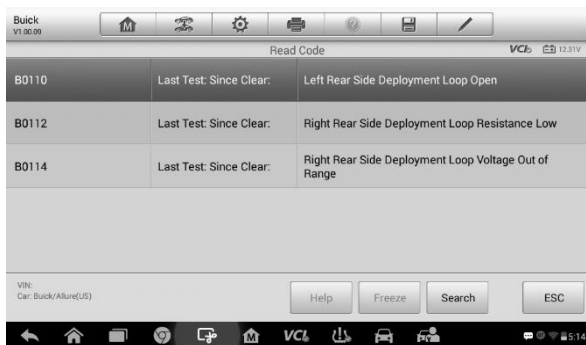 Buick
V1.00.09
M
?
Read Code
VCI 12.31V
B0110 Last Test: Since Clear: Left Rear Side Deployment Loop Open
B0112 Last Test: Since Clear: Right Rear Side Deployment Loop Resistance Low
B0114 Last Test: Since Clear: Right Rear Side Deployment Loop Voltage Out of
Range
VIN:
Car: Buick/Allure(US)
Help Freeze Search ESC
M VCI 5:14